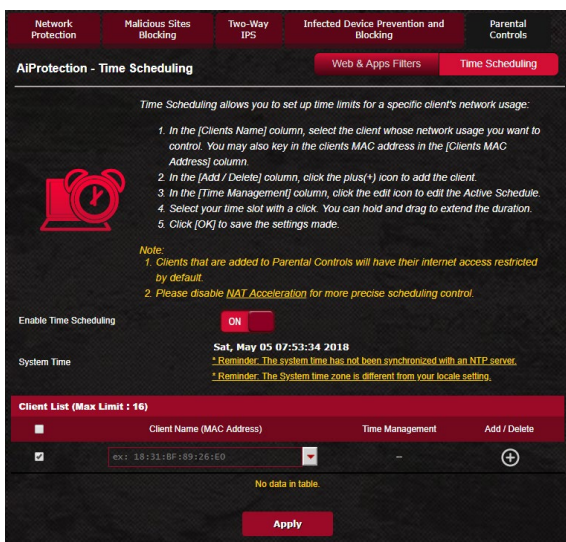 Network Protection
Malicious Sites Blocking
Two-Way IPS
Infected Device Prevention and Blocking
Parental Controls
AiProtection - Time Scheduling
Web & Apps Filters
Time Scheduling
Time Scheduling allows you to set up time limits for a specific client's network usage:
1. In the [Clients Name] column, select the client whose network usage you want to
control. You may also key in the clients MAC address in the [Clients MAC
Address] column.
2. In the [Add / Delete] column, click the plus(+) icon to add the client.
3. In the [Time Management] column, click the edit icon to edit the Active Schedule.
4. Select your time slot with a click. You can hold and drag to extend the duration.
5. Click [OK] to save the settings made.
Note:
1. Clients that are added to Parental Controls will have their internet access restricted
by default.
2. Please disable NAT Acceleration for more precise scheduling control.
Enable Time Scheduling
ON
System Time
Sat, May 05 07:53:34 2018
* Reminder: The system time has not been synchronized with an NTP server.
* Reminder: The System time zone is different from your locale setting.
Client List (Max Limit : 16)
Client Name (MAC Address)
Time Management
Add / Delete
ex: 18:31:BF:89:26:E0
--
No data in table.
Apply